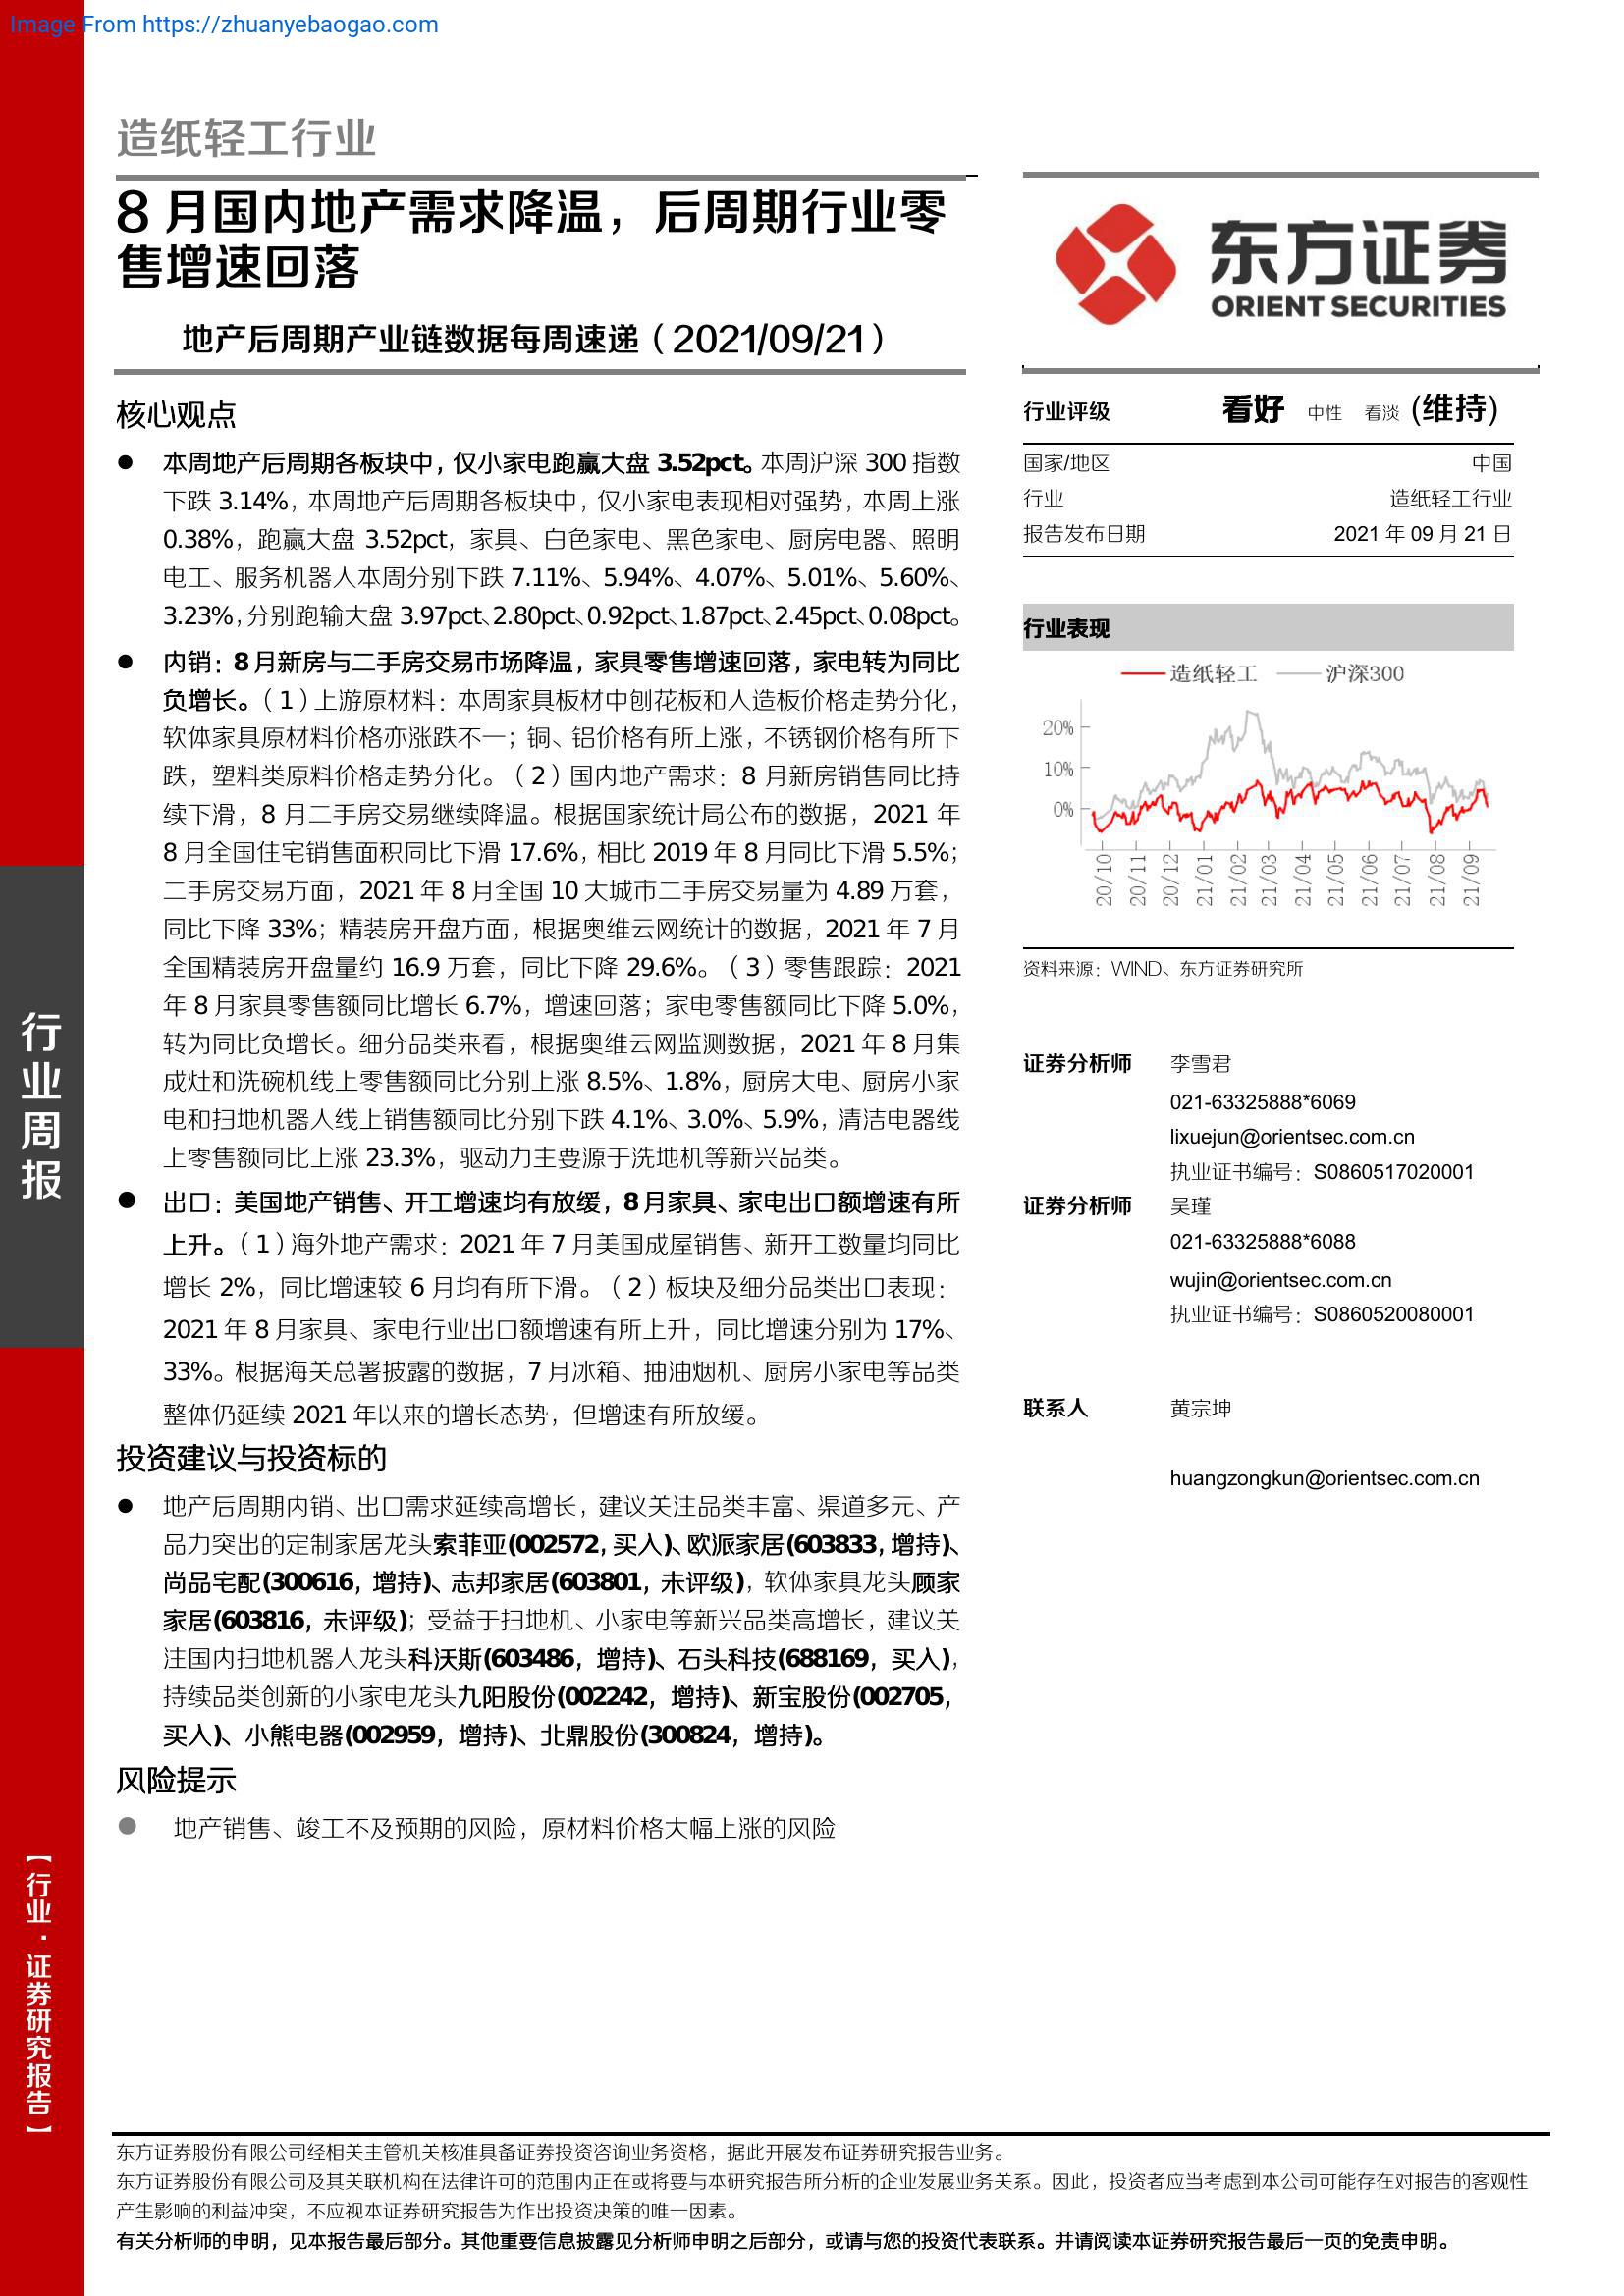 Image From https://zhuanyebaogao.com
造纸轻工行业
8 月国内地产需求降温，后周期行业零
售增速回落
地产后周期产业链数据每周速递（2021/09/21）
核心观点
● 本周地产后周期各板块中，仅小家电跑赢大盘 3.52pct。本周沪深 300 指数
下跌 3.14%，本周地产后周期各板块中，仅小家电表现相对强势，本周上涨
0.38%，跑赢大盘 3.52pct，家具、白色家电、黑色家电、厨房电器、照明
电工、服务机器人本周分别下跌 7.11%、5.94%、4.07%、5.01%、5.60%、
3.23%，分别跑输大盘 3.97pct、2.80pct、0.92pct、1.87pct、2.45pct、0.08pct。
● 内销：8 月新房与二手房交易市场降温，家具零售增速回落，家电转为同比
负增长。（1）上游原材料：本周家具板材中刨花板和人造板价格走势分化，
软体家具原材料价格亦涨跌不一；铜、铝价格有所上涨，不锈钢价格有所下
跌，塑料类原料价格走势分化。（2）国内地产需求：8 月新房销售同比持
续下滑，8 月二手房交易继续降温。根据国家统计局公布的数据，2021 年
8 月全国住宅销售面积同比下滑 17.6%，相比 2019 年 8 月同比下滑 5.5%；
二手房交易方面，2021 年 8 月全国 10 大城市二手房交易量为 4.89 万套，
同比下降 33%；精装房开盘方面，根据奥维云网统计的数据，2021 年 7 月
全国精装房开盘量约 16.9 万套，同比下降 29.6%。（3）零售跟踪：2021
年 8 月家具零售额同比增长 6.7%，增速回落；家电零售额同比下降 5.0%，
转为同比负增长。细分品类来看，根据奥维云网监测数据，2021 年 8 月集
成灶和洗碗机线上零售额同比分别上涨 8.5%、1.8%，厨房大电、厨房小家
电和扫地机器人线上销售额同比分别下跌 4.1%、3.0%、5.9%，清洁电器线
上零售额同比上涨 23.3%，驱动力主要源于洗地机等新兴品类。
● 出口：美国地产销售、开工增速均有放缓，8 月家具、家电出口额增速有所
上升。（1）海外地产需求：2021 年 7 月美国成屋销售、新开工数量均同比
增长 2%，同比增速较 6 月均有所下滑。（2）板块及细分品类出口表现：
2021 年 8 月家具、家电行业出口额增速有所上升，同比增速分别为 17%、
33%。根据海关总署披露的数据，7 月冰箱、抽油烟机、厨房小家电等品类
整体仍延续 2021 年以来的增长态势，但增速有所放缓。
投资建议与投资标的
● 地产后周期内销、出口需求延续高增长，建议关注品类丰富、渠道多元、产
品力突出的定制家居龙头索菲亚(002572，买入)、欧派家居(603833，增持)、
尚品宅配(300616，增持)、志邦家居(603801，未评级)，软体家具龙头顾家
家居(603816，未评级)；受益于扫地机、小家电等新兴品类高增长，建议关
注国内扫地机器人龙头科沃斯(603486，增持)、石头科技(688169，买入)，
持续品类创新的小家电龙头九阳股份(002242，增持)、新宝股份(002705，
买入)、小熊电器(002959，增持)、北鼎股份(300824，增持)。
风险提示
● 地产销售、竣工不及预期的风险，原材料价格大幅上涨的风险
东方证券
ORIENT SECURITIES
行业评级 看好 中性 看淡 (维持)
国家/地区 中国
行业 造纸轻工行业
报告发布日期 2021 年 09 月 21 日
行业表现
造纸轻工 沪深300
20%
10%
0%
20/10 20/11 20/12 21/01 21/02 21/03 21/04 21/05 21/06 21/07 21/08 21/09
资料来源：WIND、东方证券研究所
证券分析师 李雪君
021-63325888*6069
lixuejun@orientsec.com.cn
执业证书编号：S0860517020001
证券分析师 吴瑾
021-63325888*6088
wujin@orientsec.com.cn
执业证书编号：S0860520080001
联系人 黄宗坤
huangzongkun@orientsec.com.cn
行业周报
【行业·证券研究报告】
东方证券股份有限公司经相关主管机关核准具备证券投资咨询业务资格，据此开展发布证券研究报告业务。
东方证券股份有限公司及其关联机构在法律许可的范围内正在或将要与本研究报告所分析的企业发展业务关系。因此，投资者应当考虑到本公司可能存在对报告的客观性
产生影响的利益冲突，不应视本证券研究报告为作出投资决策的唯一因素。
有关分析师的申明，见本报告最后部分。其他重要信息披露见分析师申明之后部分，或请与您的投资代表联系。并请阅读本证券研究报告最后一页的免责申明。